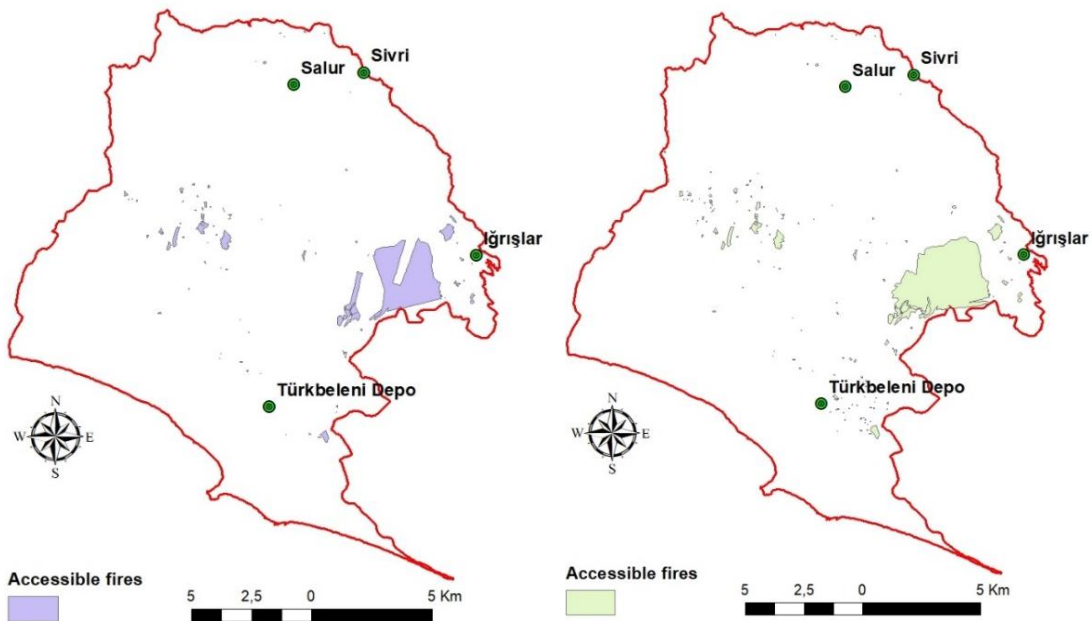 Sivri
Salur
Iğrışlar
Türkbeleni Depo
N
W E
S
Accessible fires
5 2,5 0 5 Km
Sivri
Salur
Iğrışlar
Türkbeleni Depo
N
W E
S
Accessible fires
5 2,5 0 5 Km